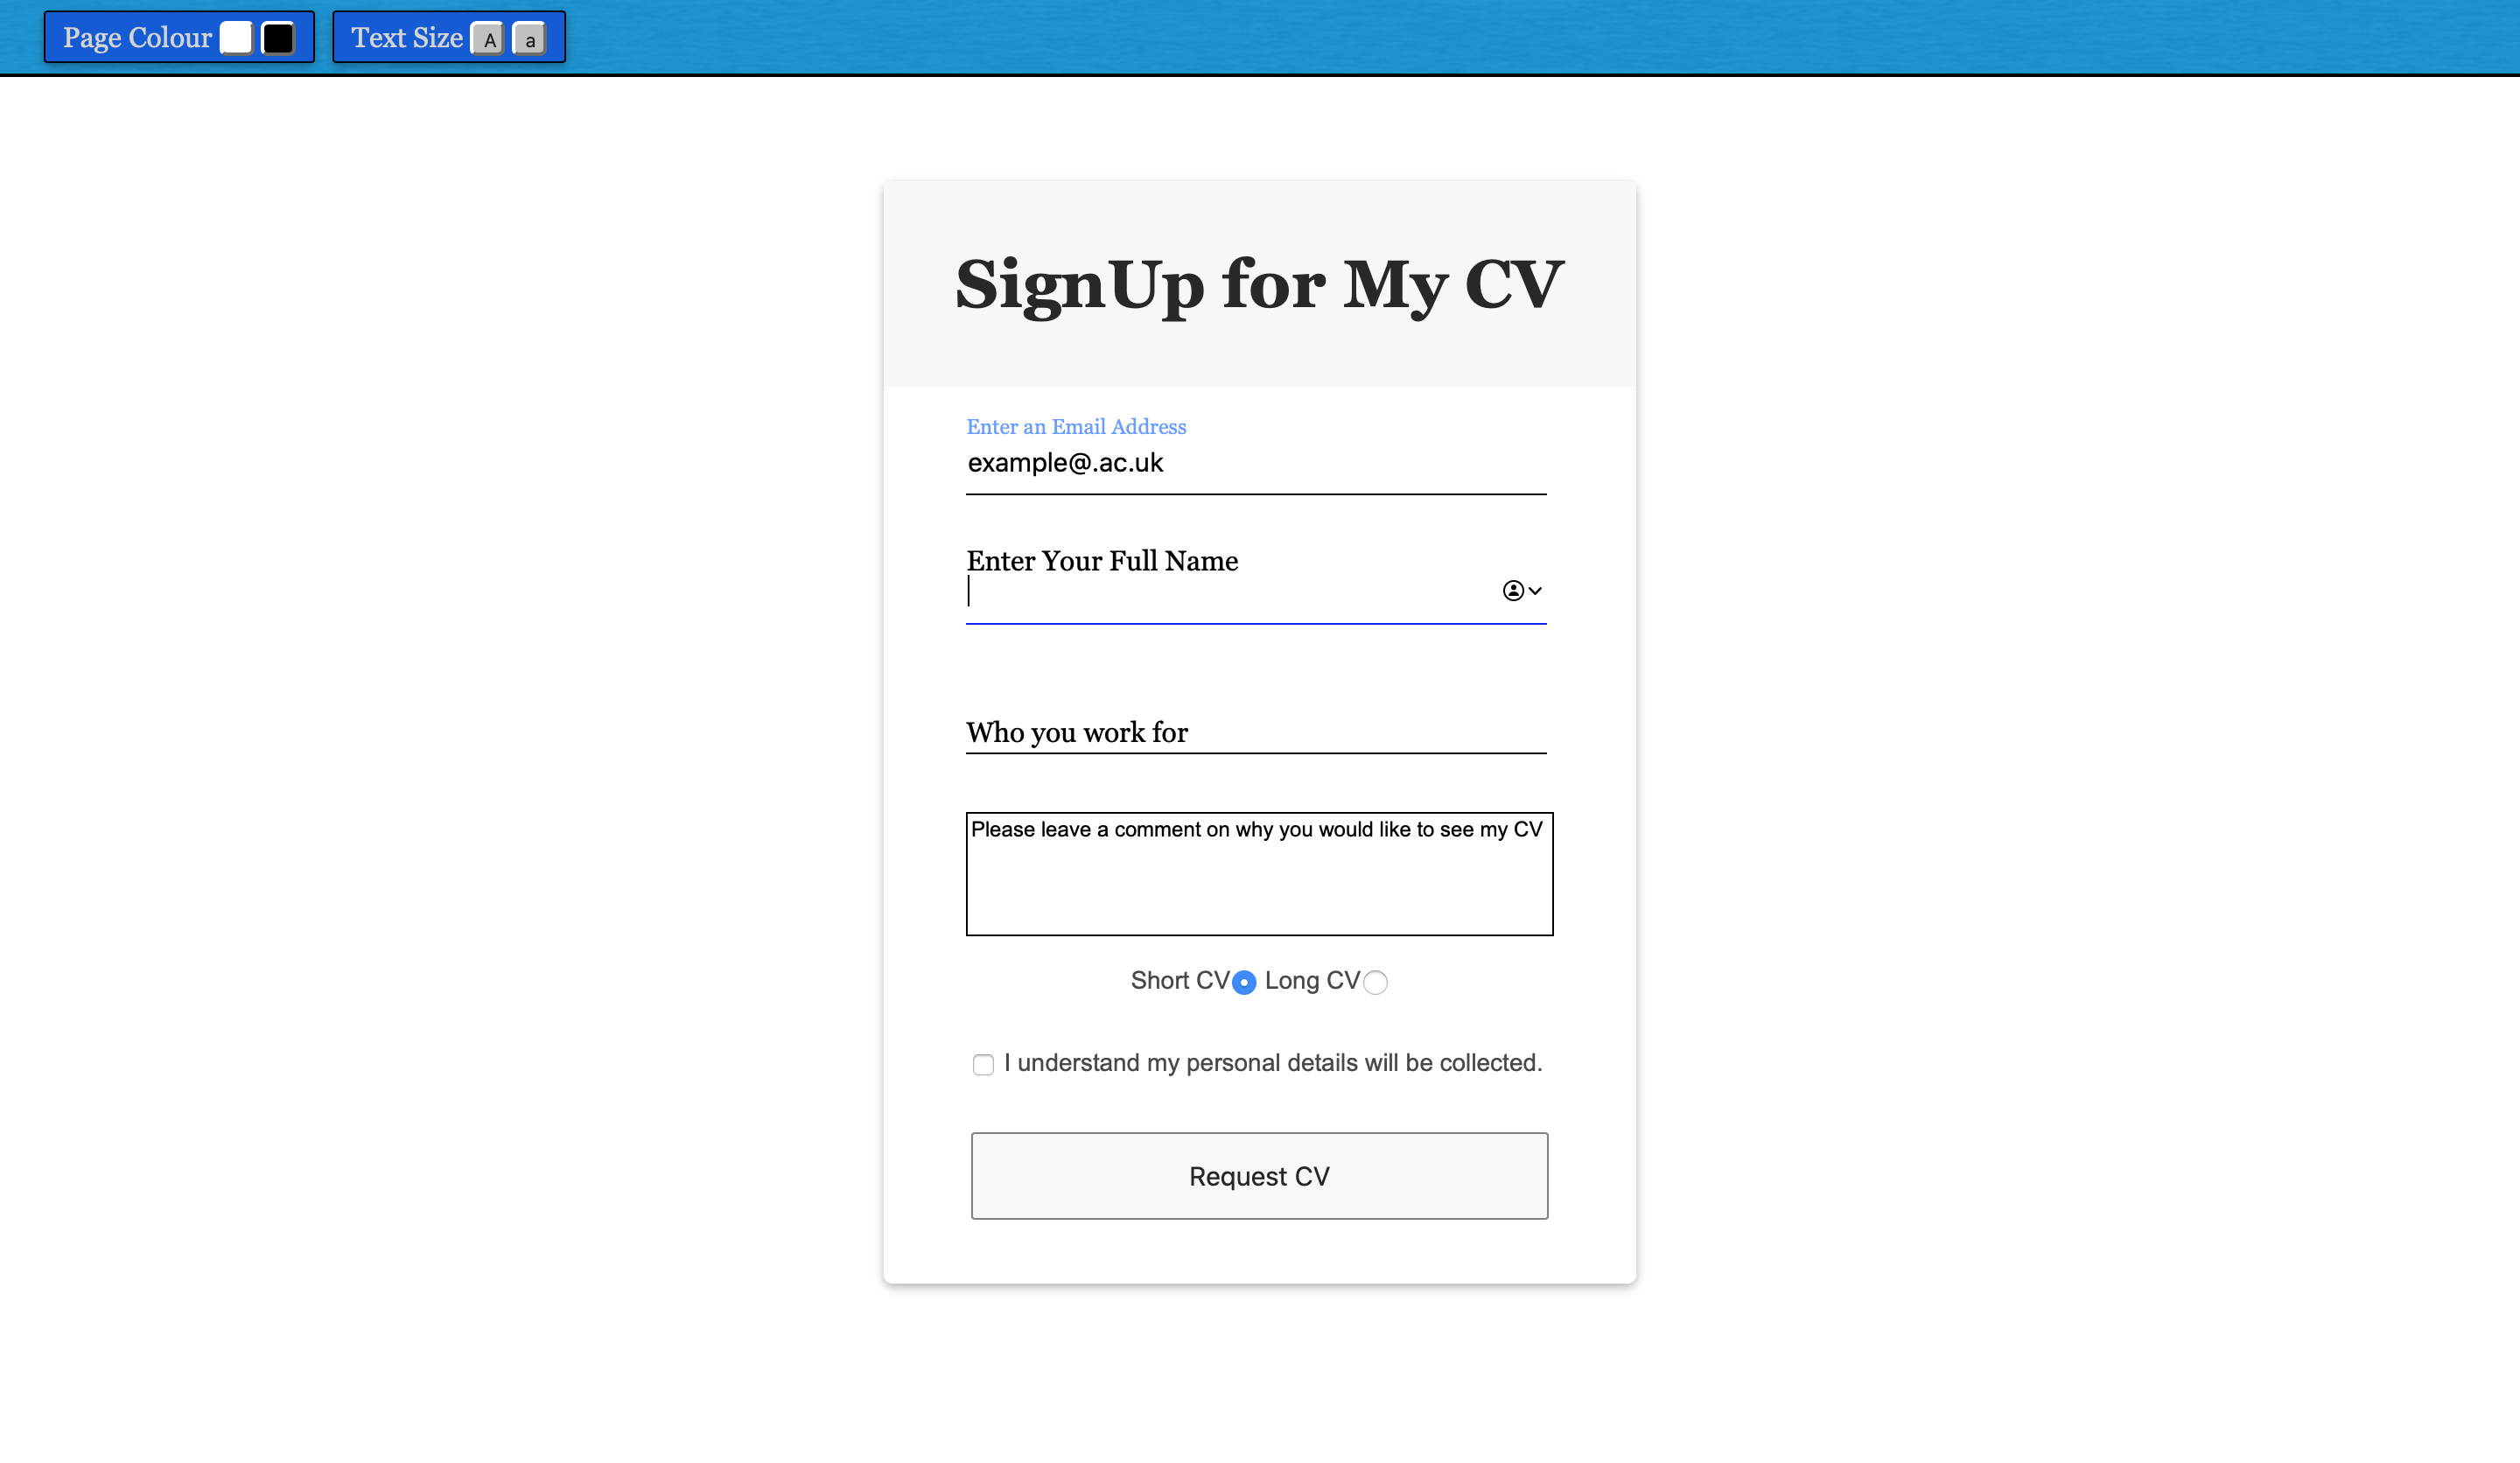 Page Colour
Text Size A a
SignUp for My CV
Enter an Email Address
example@.ac.uk
Enter Your Full Name
Who you work for
Please leave a comment on why you would like to see my CV
Short CV Long CV
I understand my personal details will be collected.
Request CV